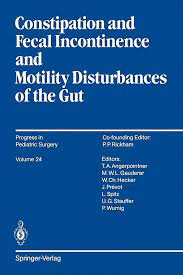 Constipation and
Fecal Incontinence
and
Motility Disturbances
of the Gut
Progress in
Pediatric Surgery
Volume 24
Co-founding Editor:
P.P. Rickham
Editors:
T.A. Angerpointner
M.W.L. Gauderer
W.Ch. Hecker
J. Prévot
L. Spitz
U.G. Stauffer
P. Wurnig
Springer-Verlag